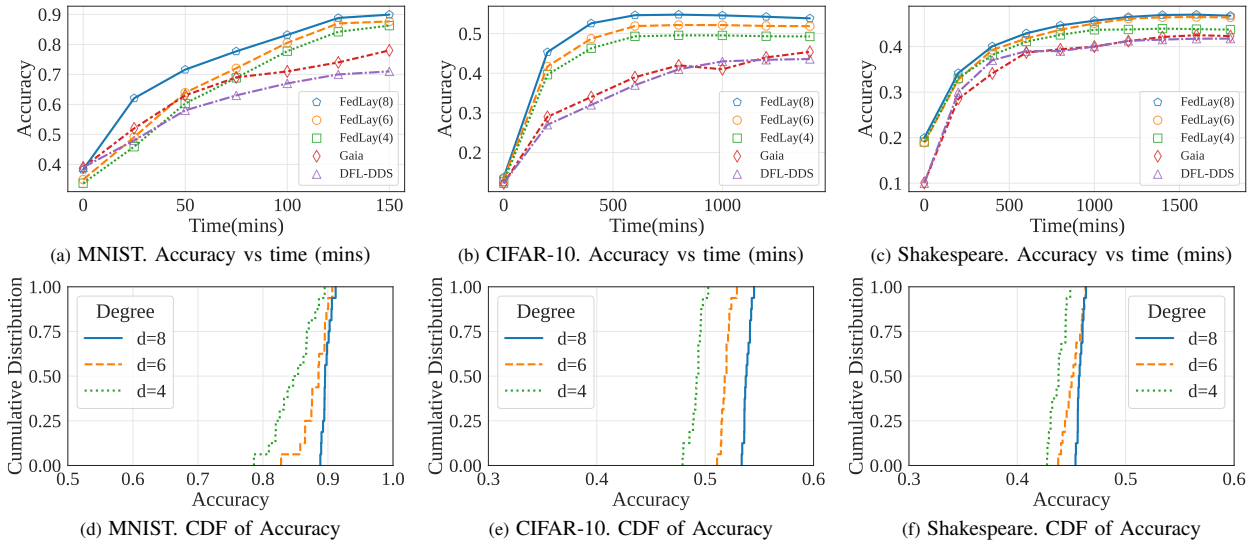 Accuracy
0.9
0.8
0.7
0.6
0.5
0.4
0 50 100 150
Time(mins)
FedLay(8)
FedLay(6)
FedLay(4)
Gaia
DFL-DDS
(a) MNIST. Accuracy vs time (mins)
Accuracy
0.5
0.4
0.3
0.2
0 500 1000
Time(mins)
FedLay(8)
FedLay(6)
FedLay(4)
Gaia
DFL-DDS
(b) CIFAR-10. Accuracy vs time (mins)
Accuracy
0.4
0.3
0.2
0.1
0 500 1000 1500
Time(mins)
FedLay(8)
FedLay(6)
FedLay(4)
Gaia
DFL-DDS
(c) Shakespeare. Accuracy vs time (mins)
Cumulative Distribution
1.00
0.75
0.50
0.25
0.00
0.5 0.6 0.7 0.8 0.9 1.0
Accuracy
Degree
d=8
d=6
d=4
(d) MNIST. CDF of Accuracy
Cumulative Distribution
1.00
0.75
0.50
0.25
0.00
0.3 0.4 0.5 0.6
Accuracy
Degree
d=8
d=6
d=4
(e) CIFAR-10. CDF of Accuracy
Cumulative Distribution
1.00
0.75
0.50
0.25
0.00
0.3 0.4 0.5 0.6
Accuracy
Degree
d=8
d=6
d=4
(f) Shakespeare. CDF of Accuracy